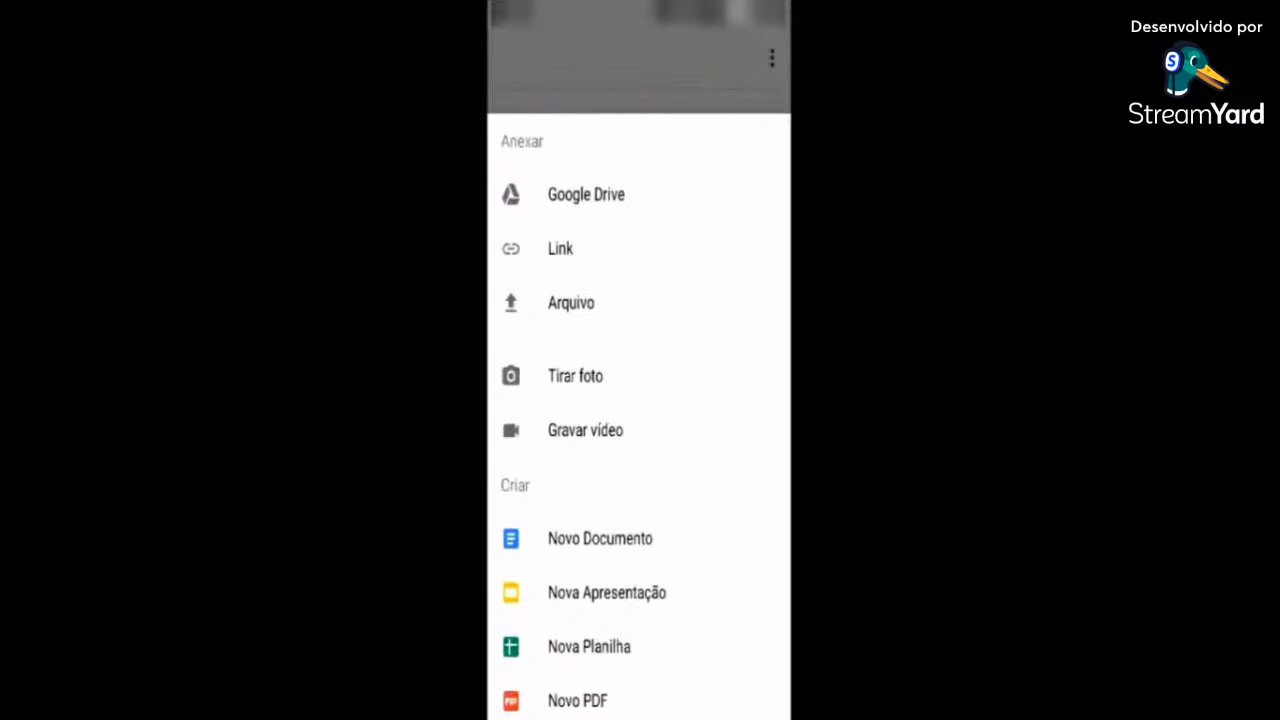 Desenvolvido por
StreamYard
Anexar
Google Drive
Link
Arquivo
Tirar foto
Gravar vídeo
Criar
Novo Documento
Nova Apresentação
Nova Planilha
Novo PDF